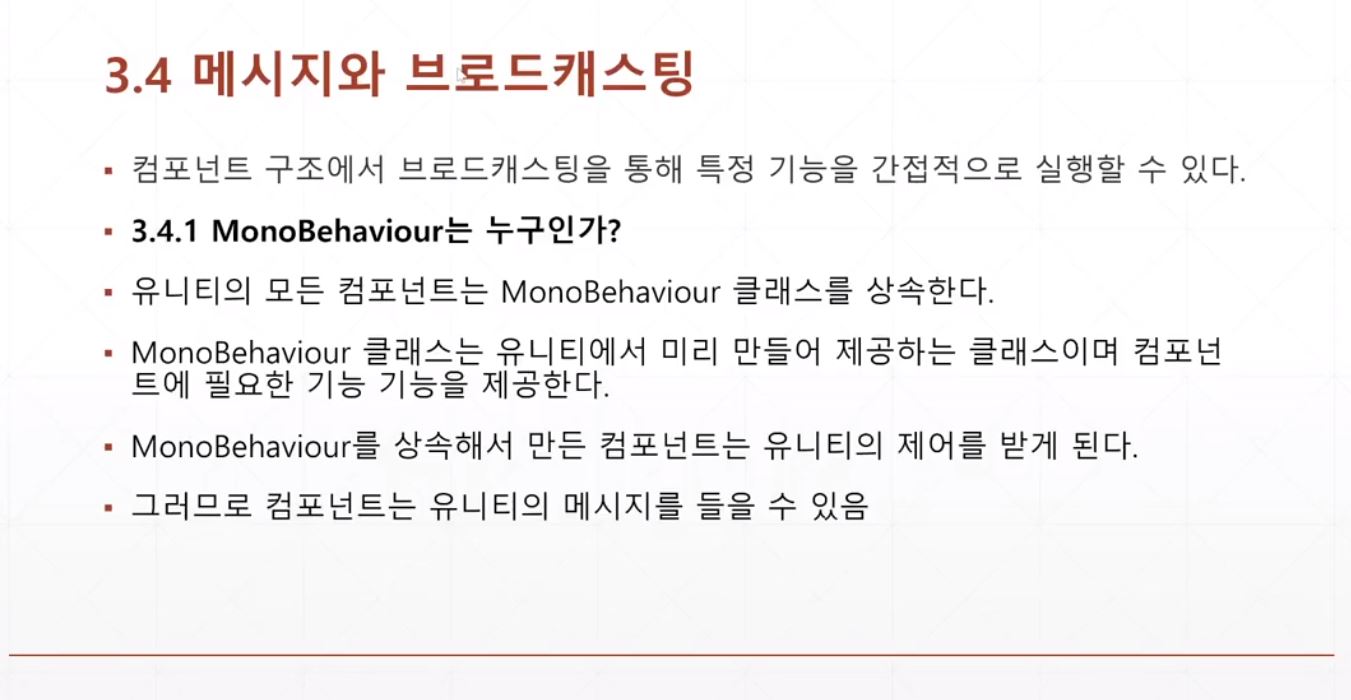 3.4 메시지와 브로드캐스팅
▪ 컴포넌트 구조에서 브로드캐스팅을 통해 특정 기능을 간접적으로 실행할 수 있다.
▪ 3.4.1 MonoBehaviour는 누구인가?
▪ 유니티의 모든 컴포넌트는 MonoBehaviour 클래스를 상속한다.
▪ MonoBehaviour 클래스는 유니티에서 미리 만들어 제공하는 클래스이며 컴포넌
트에 필요한 기능 기능을 제공한다.
▪ MonoBehaviour를 상속해서 만든 컴포넌트는 유니티의 제어를 받게 된다.
▪ 그러므로 컴포넌트는 유니티의 메시지를 들을 수 있음